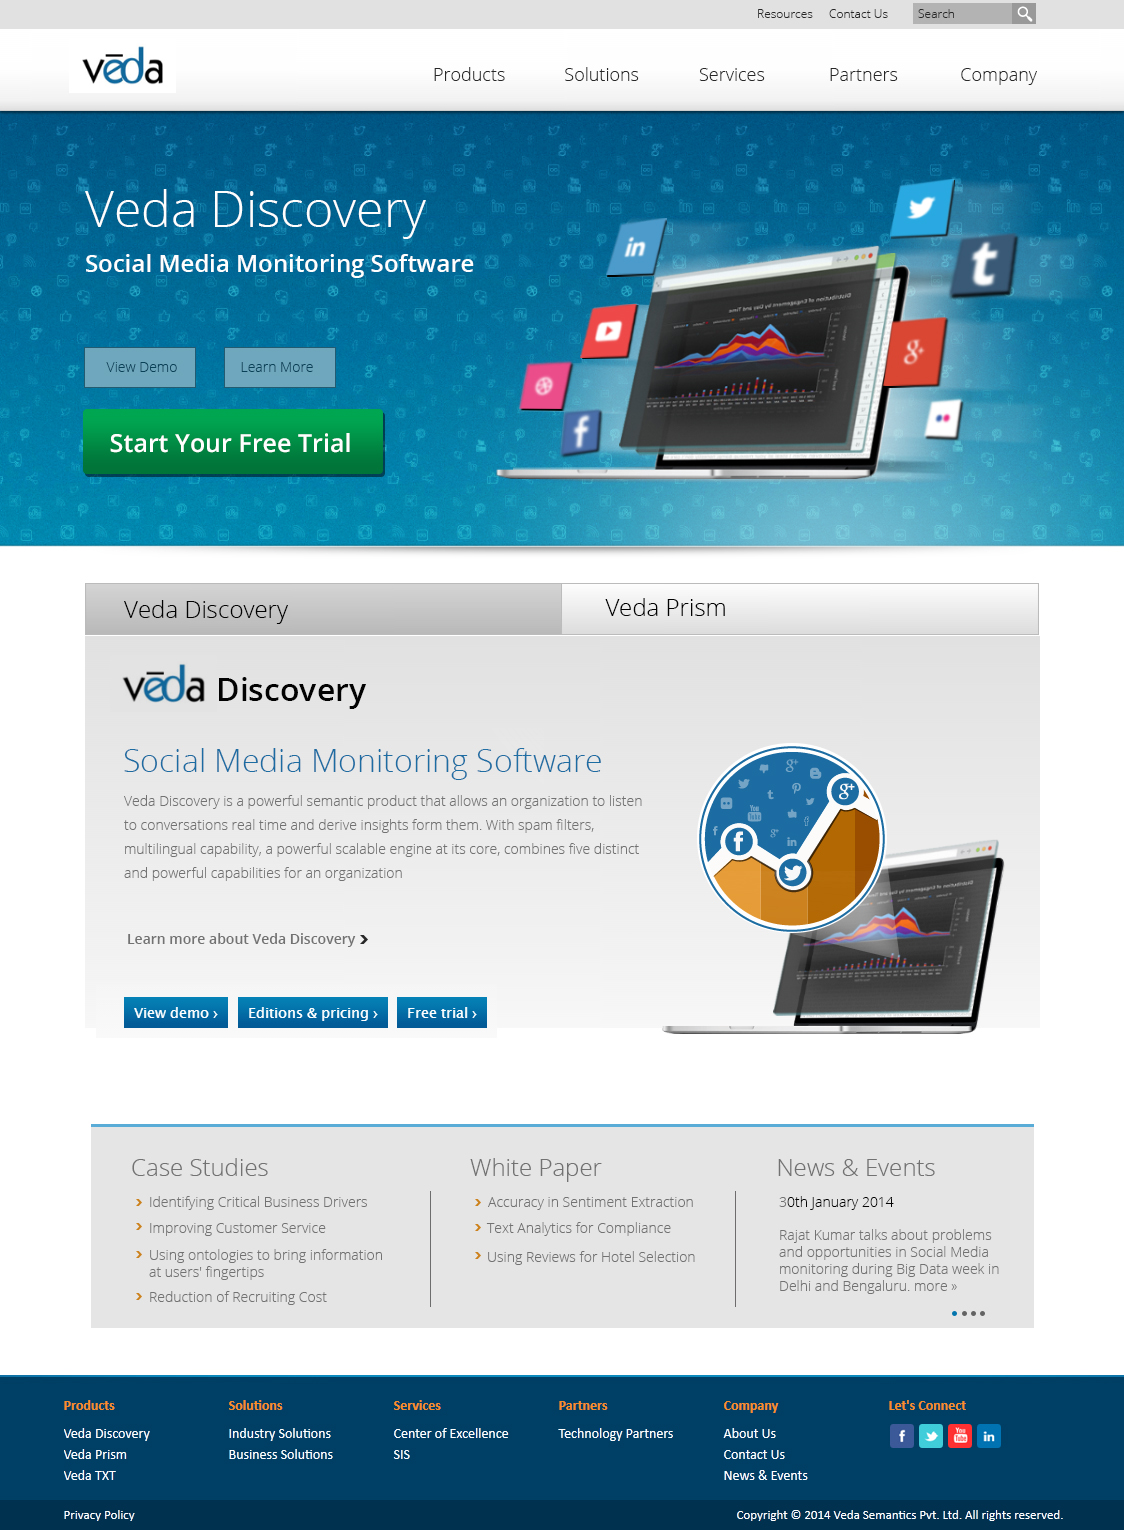 Resources Contact Us Search
vēda
Products Solutions Services Partners Company
Veda Discovery
Social Media Monitoring Software
View Demo Learn More
Start Your Free Trial
Veda Discovery Veda Prism
vēda Discovery
Social Media Monitoring Software
Veda Discovery is a powerful semantic product that allows an organization to listen
to conversations real time and derive insights form them. With spam filters,
multilingual capability, a powerful scalable engine at its core, combines five distinct
and powerful capabilities for an organization
Learn more about Veda Discovery
View demo › Editions & pricing › Free trial ›
Case Studies
Identifying Critical Business Drivers
Improving Customer Service
Using ontologies to bring information
at users' fingertips
Reduction of Recruiting Cost
White Paper
Accuracy in Sentiment Extraction
Text Analytics for Compliance
Using Reviews for Hotel Selection
News & Events
30th January 2014
Rajat Kumar talks about problems
and opportunities in Social Media
monitoring during Big Data week in
Delhi and Bengaluru. more »
Products
Veda Discovery
Veda Prism
Veda TXT
Solutions
Industry Solutions
Business Solutions
Services
Center of Excellence
SIS
Partners
Technology Partners
Company
About Us
Contact Us
News & Events
Let's Connect
Privacy Policy
Copyright © 2014 Veda Semantics Pvt. Ltd. All rights reserved.